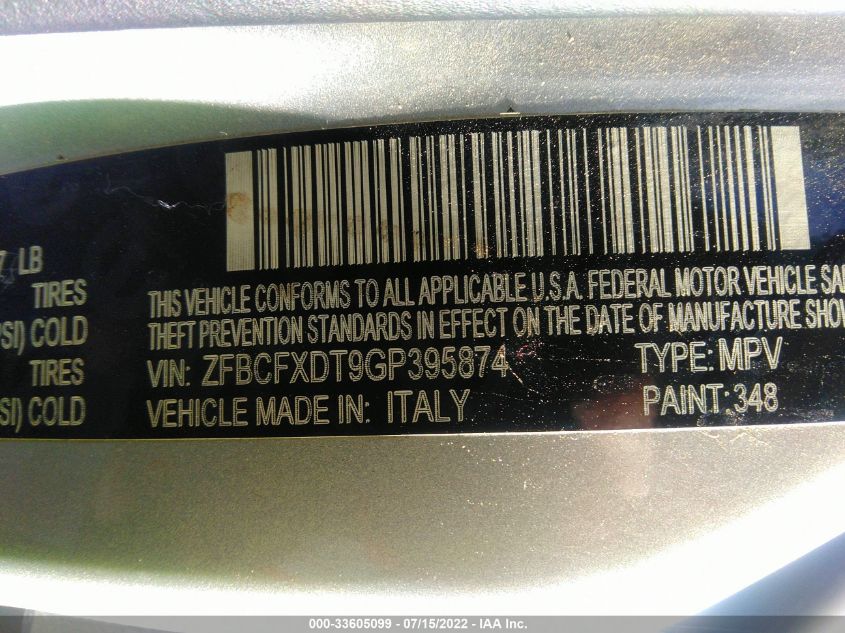 7 LB
TIRES
SI) COLD
TIRES
SI) COLD
THIS VEHICLE CONFORMS TO ALL APPLICABLE U.S.A. FEDERAL MOTOR VEHICLE SA
THEFT PREVENTION STANDARDS IN EFFECT ON THE DATE OF MANUFACTURE SHO
VIN: ZFBCFXDT9GP395874 TYPE: MPV
VEHICLE MADE IN: ITALY PAINT: 348
000-33605099 - 07/15/2022 - IAA Inc.